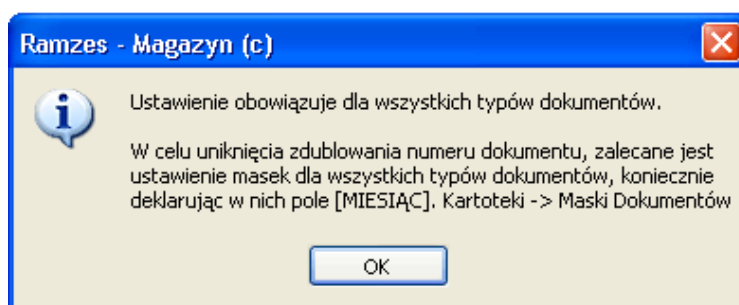 Ramzes - Magazyn (c)
Ustawienie obowiązuje dla wszystkich typów dokumentów.
W celu uniknięcia zdublowania numeru dokumentu, zalecane jest
ustawienie masek dla wszystkich typów dokumentów, koniecznie
deklarując w nich pole [MIESIĄC]. Kartoteki -> Maski Dokumentów
OK